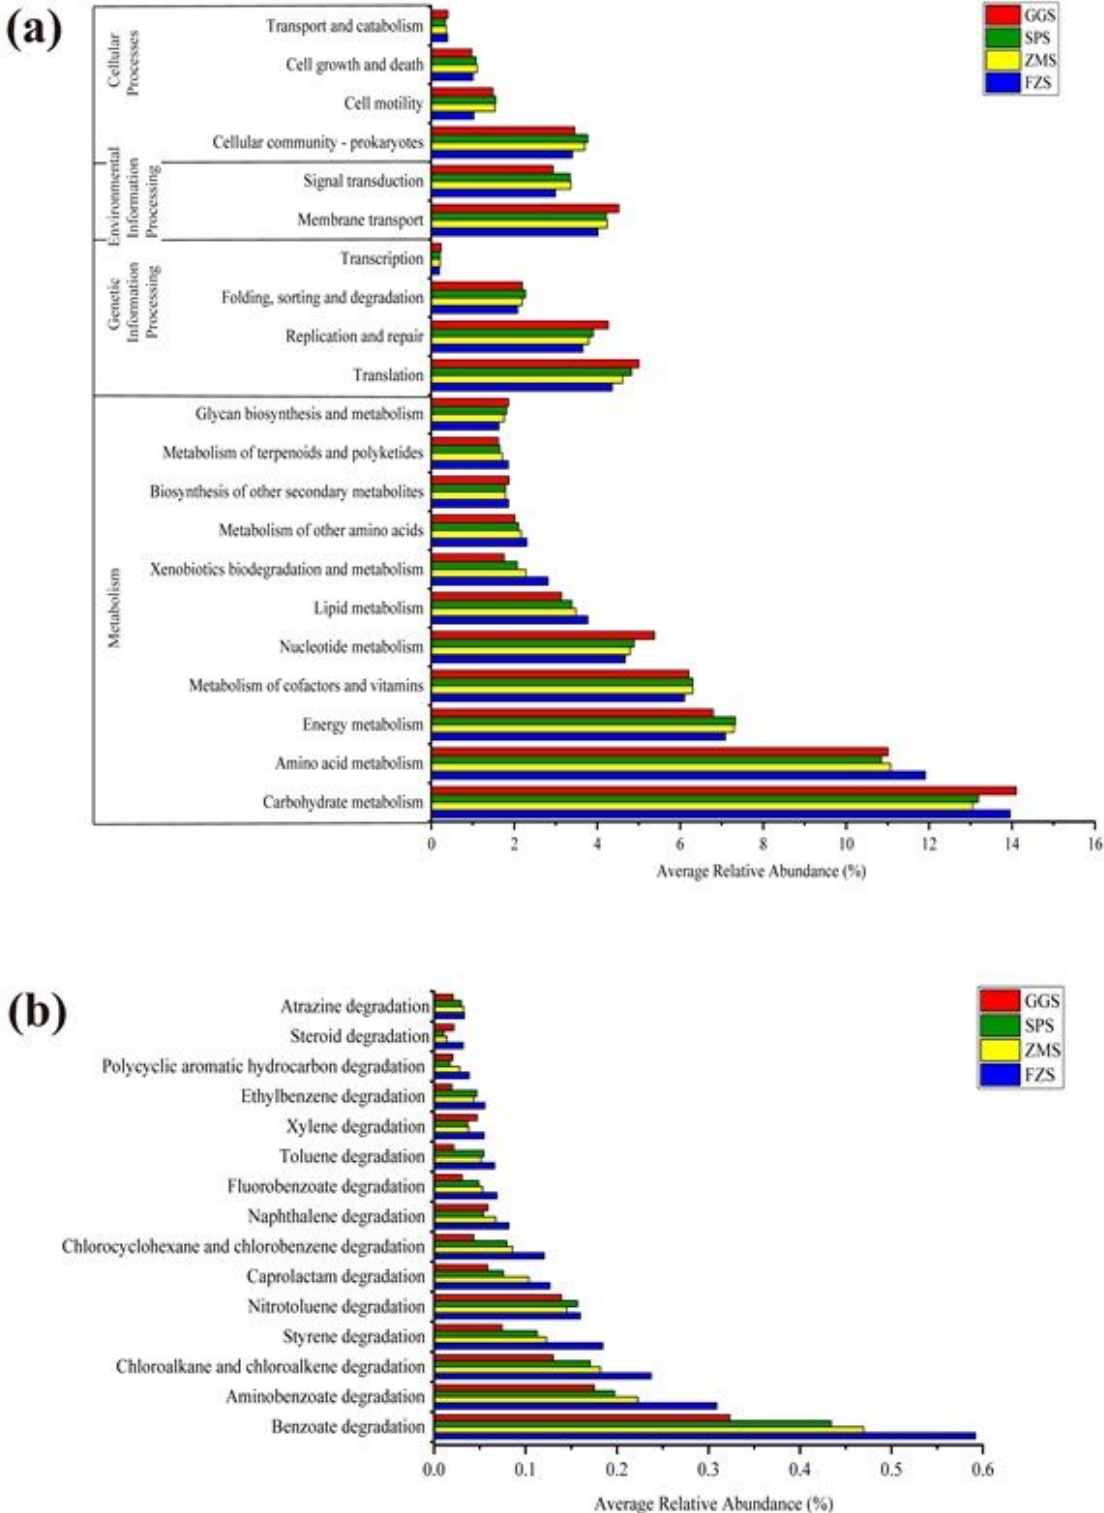 (a)
GGS
SPS
ZMS
FZS
Cellular
Processes
Transport and catabolism
Cell growth and death
Cell motility
Cellular community - prokaryotes
Environmental
Information
Processing
Signal transduction
Membrane transport
Genetic
Information
Processing
Transcription
Folding, sorting and degradation
Replication and repair
Translation
Metabolism
Glycan biosynthesis and metabolism
Metabolism of terpenoids and polyketides
Biosynthesis of other secondary metabolites
Metabolism of other amino acids
Xenobiotics biodegradation and metabolism
Lipid metabolism
Nucleotide metabolism
Metabolism of cofactors and vitamins
Energy metabolism
Amino acid metabolism
Carbohydrate metabolism
0 2 4 6 8 10 12 14 16
Average Relative Abundance (%)
(b)
GGS
SPS
ZMS
FZS
Atrazine degradation
Steroid degradation
Polycyclic aromatic hydrocarbon degradation
Ethylbenzene degradation
Xylene degradation
Toluene degradation
Fluorobenzoate degradation
Naphthalene degradation
Chlorocyclohexane and chlorobenzene degradation
Caprolactam degradation
Nitrotoluene degradation
Styrene degradation
Chloroalkane and chloroalkene degradation
Aminobenzoate degradation
Benzoate degradation
0.0 0.1 0.2 0.3 0.4 0.5 0.6
Average Relative Abundance (%)